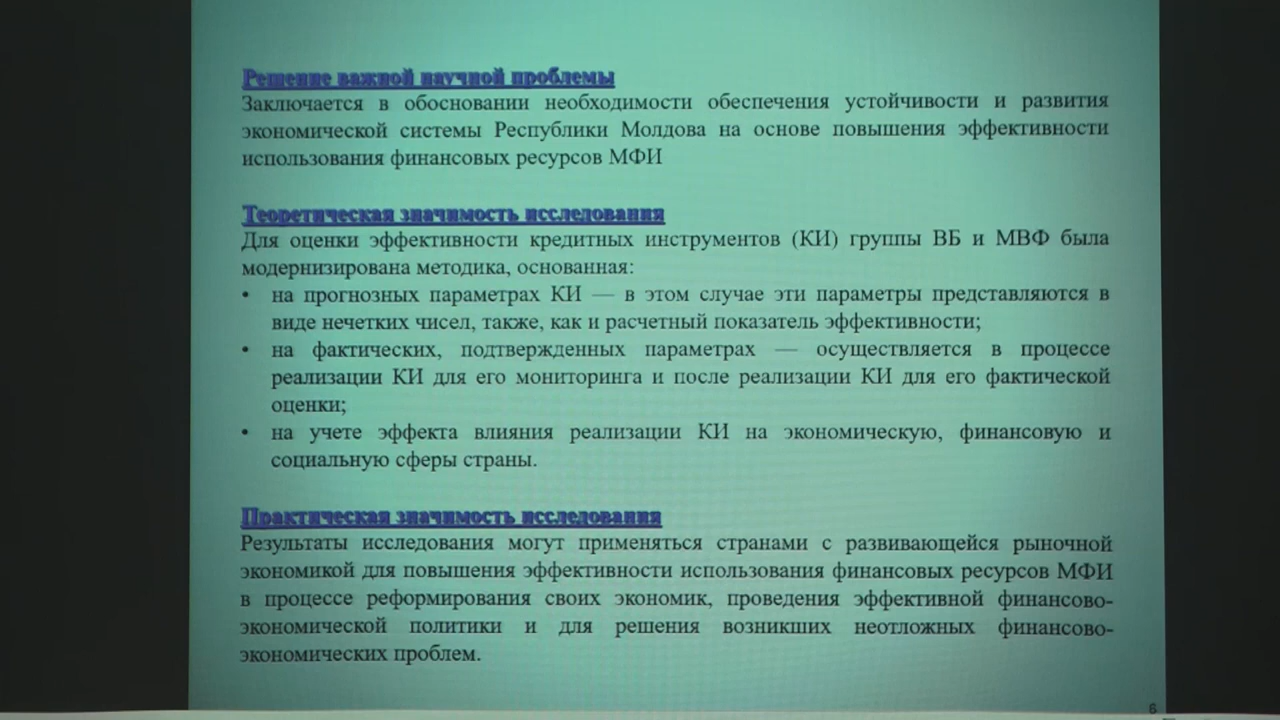 Решение важной научной проблемы
Заключается в обосновании необходимости обеспечения устойчивости и развития
экономической системы Республики Молдова на основе повышения эффективности
использования финансовых ресурсов МФИ
Теоретическая значимость исследования
Для оценки эффективности кредитных инструментов (КИ) группы ВБ и МВФ была
модернизирована методика, основанная:
• на прогнозных параметрах КИ — в этом случае эти параметры представляются в
виде нечетких чисел, также, как и расчетный показатель эффективности;
• на фактических, подтвержденных параметрах — осуществляется в процессе
реализации КИ для его мониторинга и после реализации КИ для его фактической
оценки;
• на учете эффекта влияния реализации КИ на экономическую, финансовую и
социальную сферы страны.
Практическая значимость исследования
Результаты исследования могут применяться странами с развивающейся рыночной
экономикой для повышения эффективности использования финансовых ресурсов МФИ
в процессе реформирования своих экономик, проведения эффективной финансово-
экономической политики и для решения возникших неотложных финансово-
экономических проблем.
6